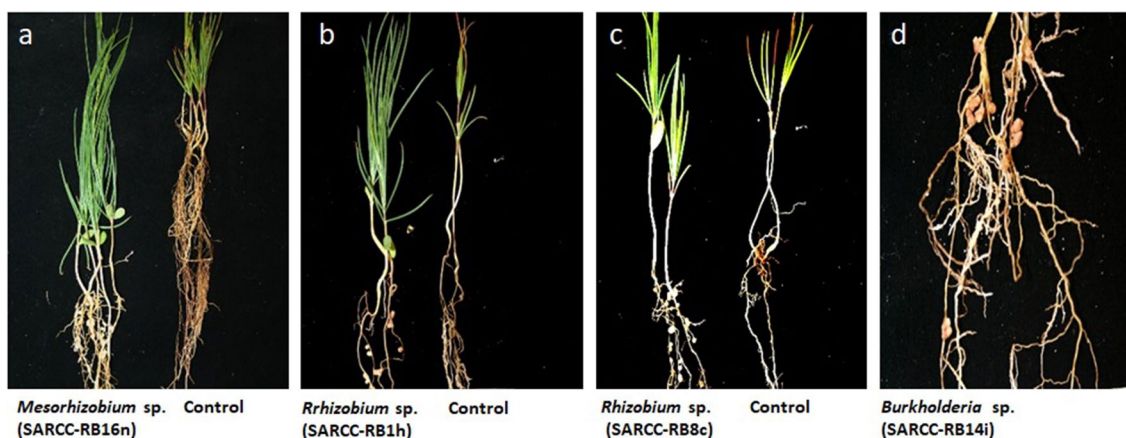 a
b
c
d
Mesorhizobium sp. Control
(SARCC-RB16n)
Rrhizobium sp. Control
(SARCC-RB1h)
Rhizobium sp. Control
(SARCC-RB8c)
Burkholderia sp.
(SARCC-RB14i)